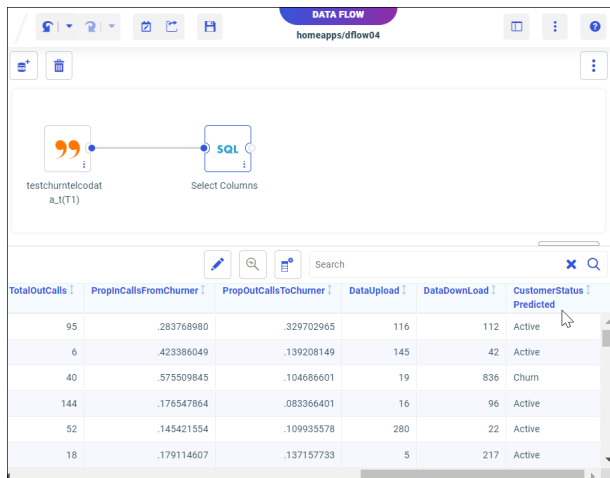 DATA FLOW
homeapps/dflow04
SQL
testchurntelcodat
a_t(T1)
Select Columns
Search
TotalOutCalls PropInCallsFromChurner PropOutCallsToChurner DataUpload DataDownLoad CustomerStatus
Predicted
95 .283768980 .329702965 116 112 Active
6 .423386049 .139208149 145 42 Active
40 .575509845 .104686601 19 836 Churn
144 .176547864 .083366401 16 96 Active
52 .145421554 .109935578 280 22 Active
18 .179114607 .137157733 5 217 Active